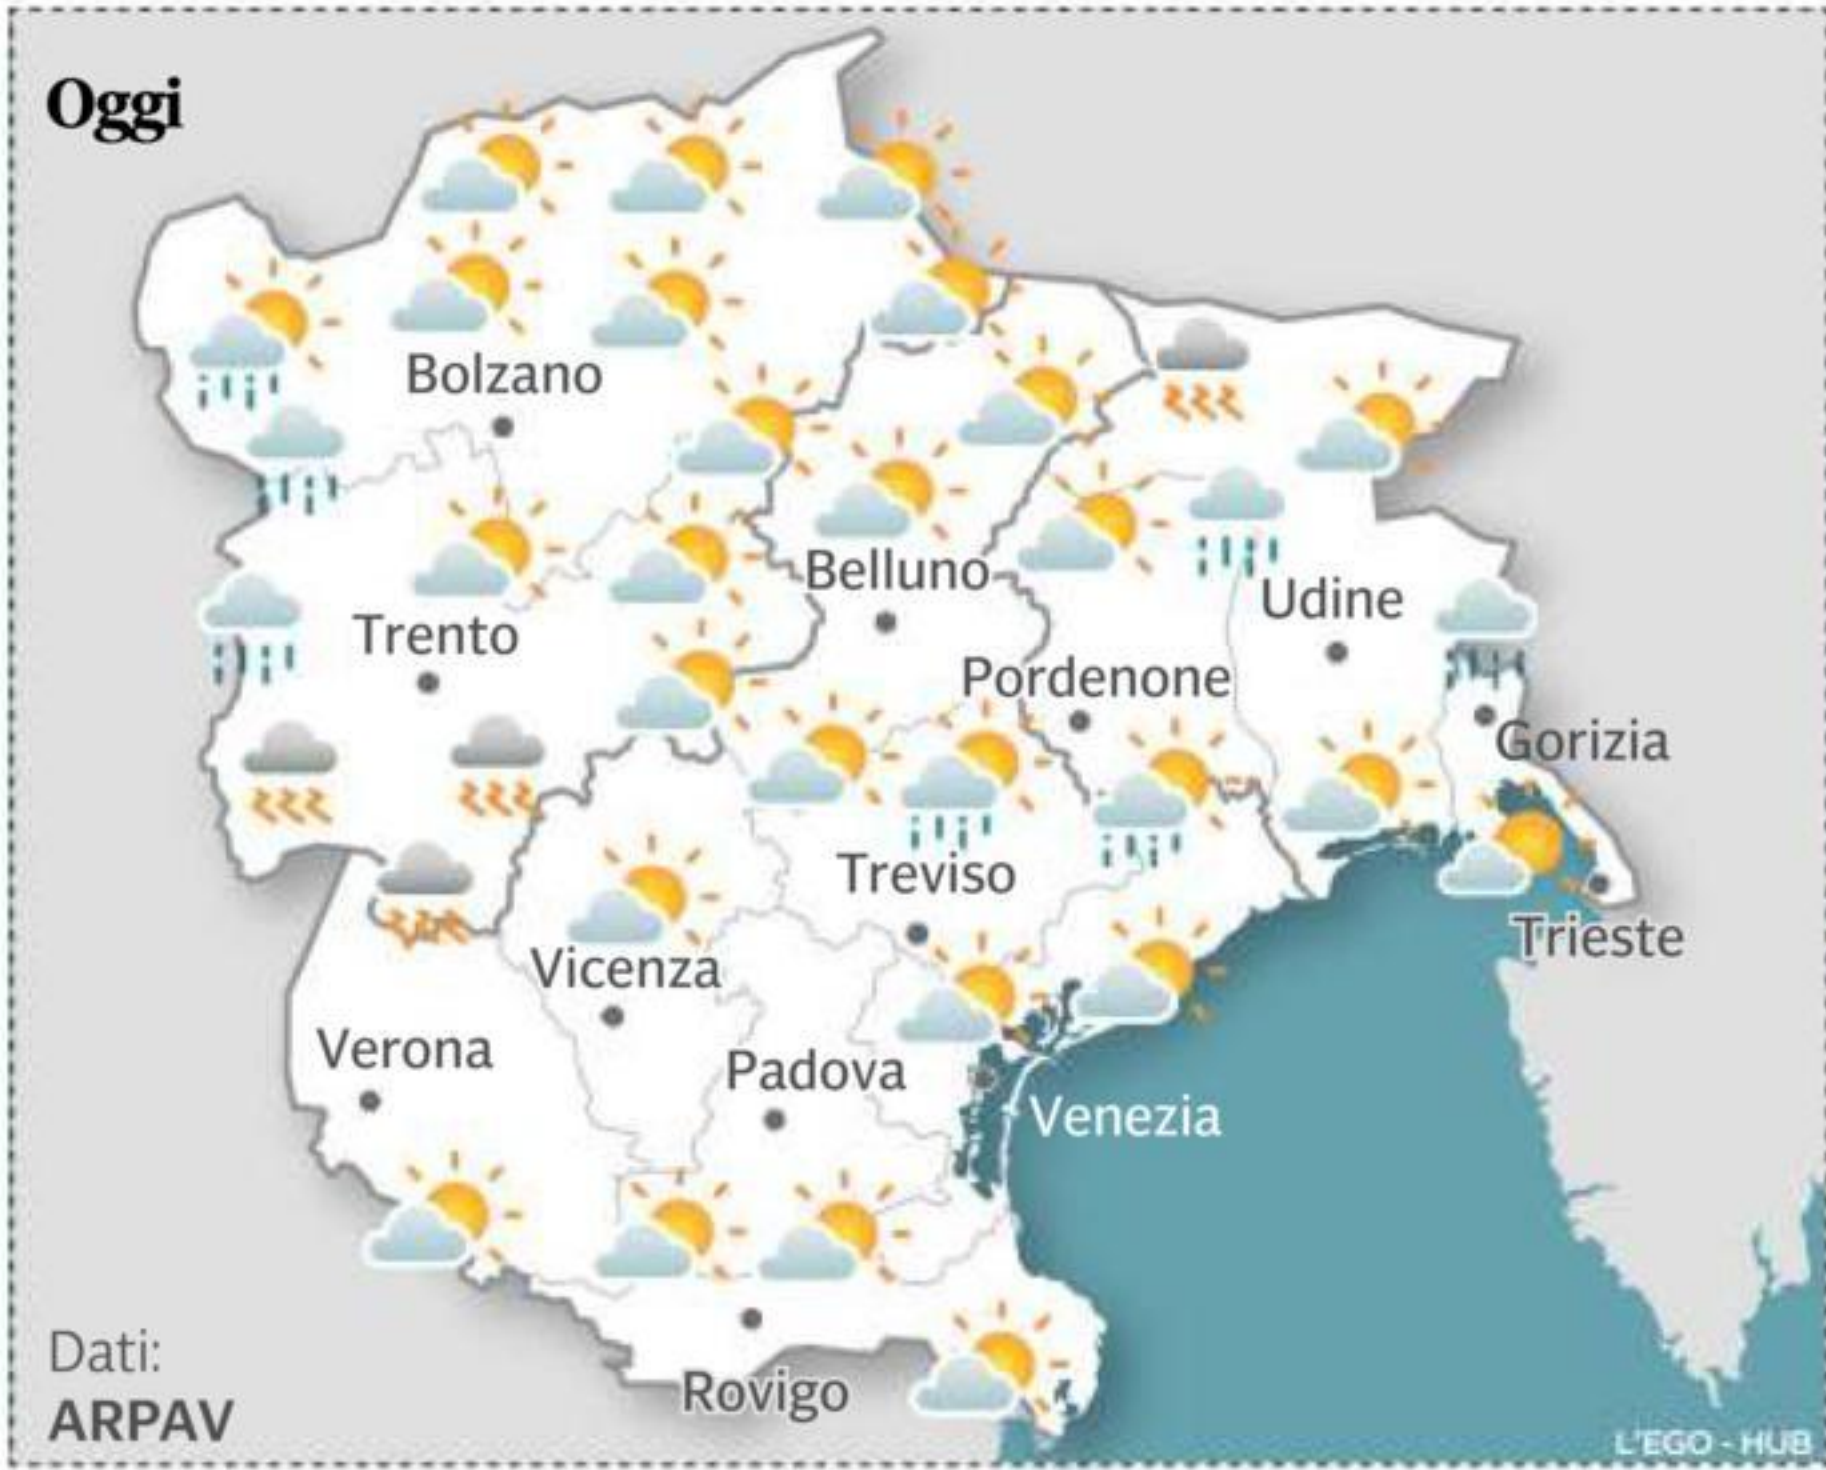 Oggi
Bolzano
Belluno
Udine
Trento
Pordenone
Gorizia
Treviso
Trieste
Vicenza
Verona
Padova
Venezia
Dati:
ARPAV
Rovigo
L'EGO - HUB